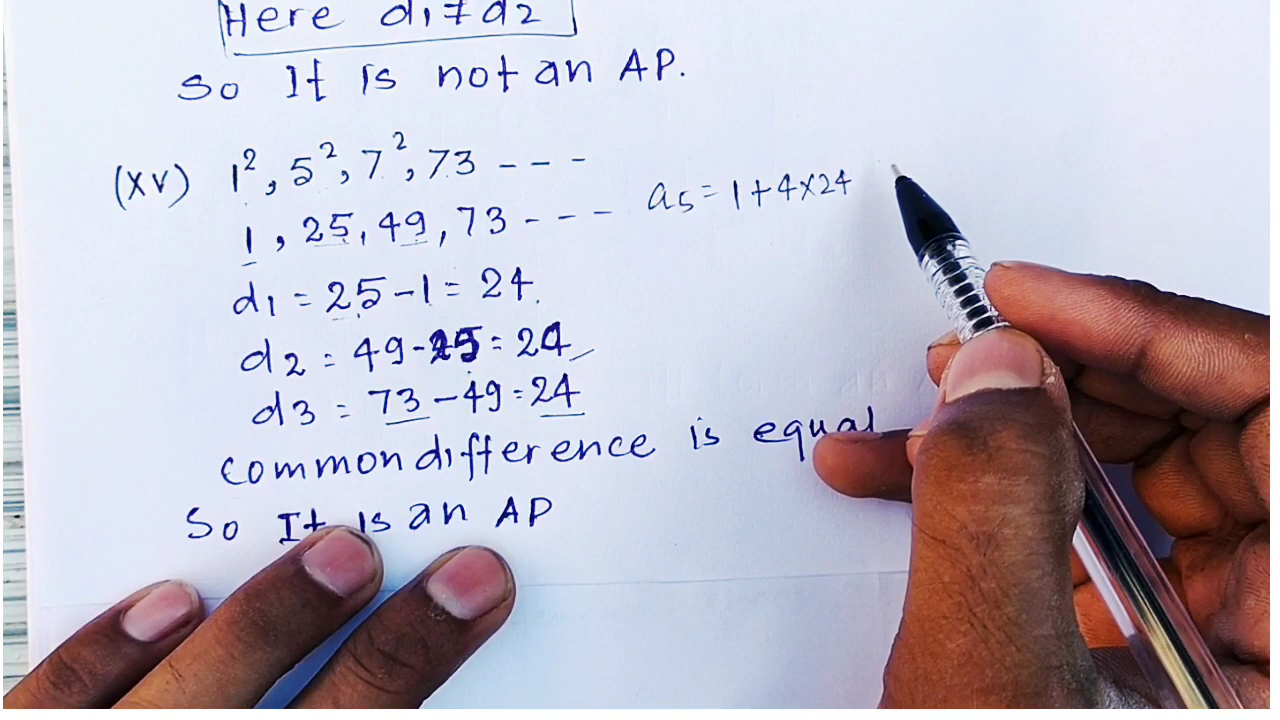 Here d1≠d2
So It is not an AP.
(XV) 1², 5², 7², 73 ---
1, 25, 49, 73 ---
a5 = 1+4×24
d1 = 25-1 = 24.
d2 = 49-25 = 24
d3 = 73-49 = 24
common difference is equal
So It is an AP